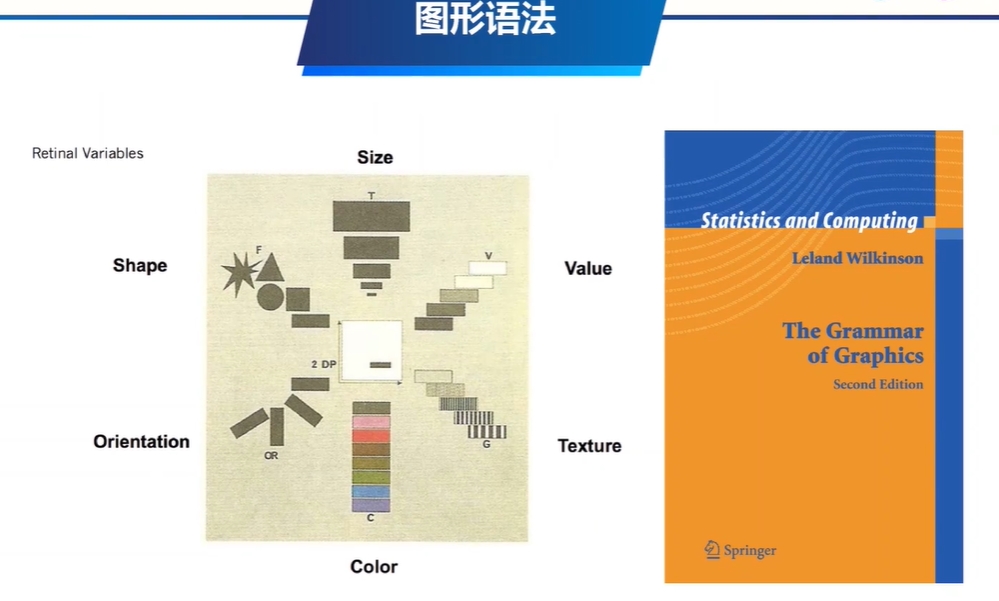 图形语法
Retinal Variables
Size
Shape
Value
Orientation
Texture
Color
T
F
V
2 DP
OR
G
C
Statistics and Computing
Leland Wilkinson
The Grammar
of Graphics
Second Edition
Springer